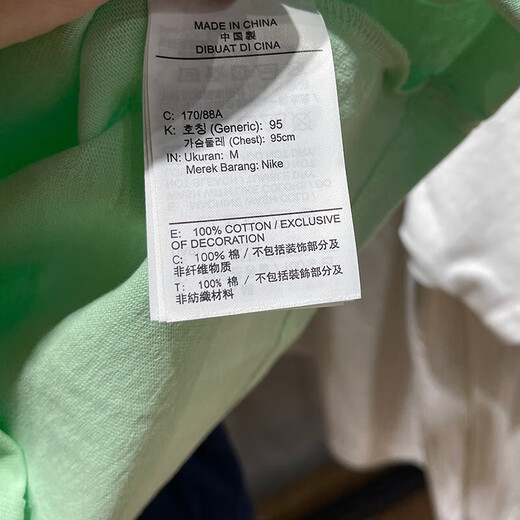 MADE IN CHINA
中国製
DIBUAT DI CINA
C: 170/88A
K: 호칭 (Generic): 95
가슴둘레 (Chest): 95cm
IN: Ukuran: M
Merek Barang: Nike
E: 100% COTTON / EXCLUSIVE
OF DECORATION
C: 100% 棉 / 不包括装饰部分及
非纤维物质
T: 100% 棉 / 不包括裝飾部分及
非紡織材料